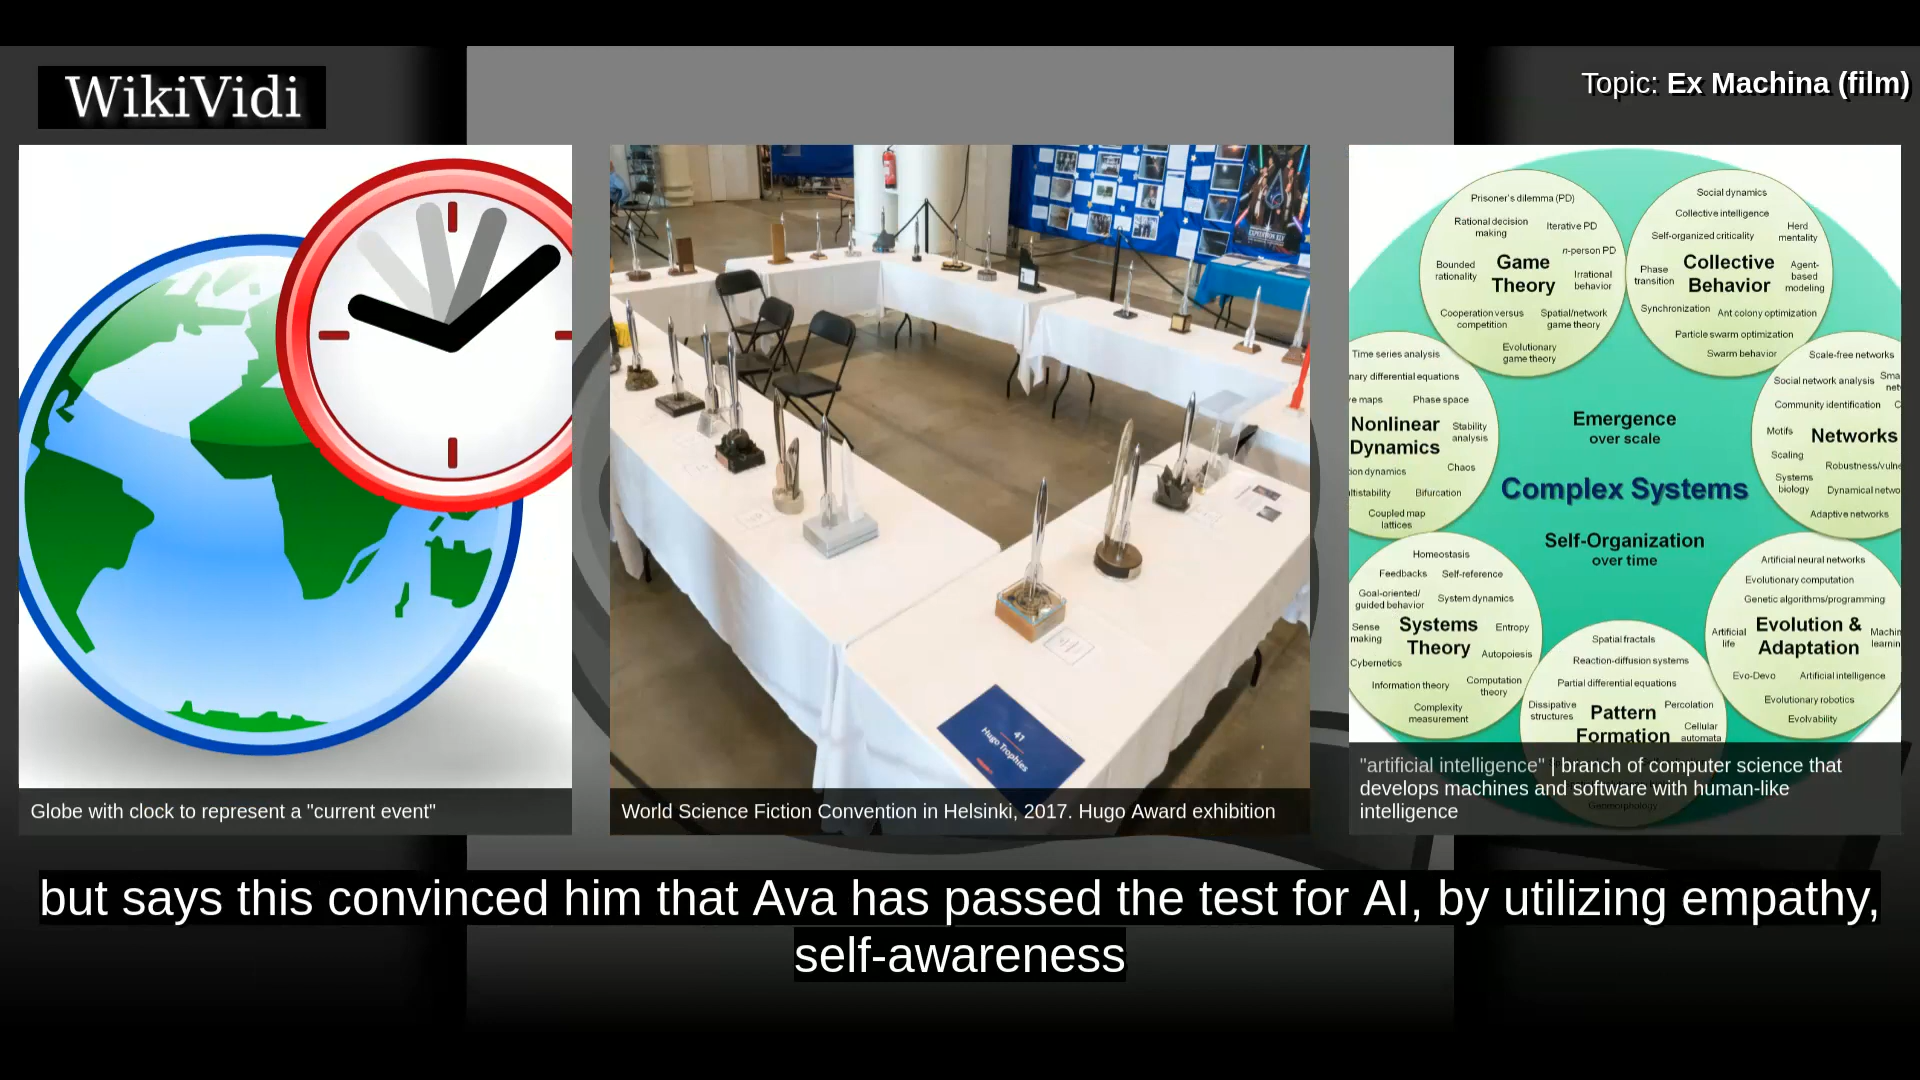 WikiVidi
Topic: Ex Machina (film)
Globe with clock to represent a "current event"
41
Hugo Trophies
World Science Fiction Convention in Helsinki, 2017. Hugo Award exhibition
Prisoner's dilemma (PD)
Rational decision
making
Iterative PD
n-person PD
Bounded
rationality
Game
Theory
Irrational
behavior
Cooperation versus
competition
Spatial/network
game theory
Evolutionary
game theory
Social dynamics
Collective intelligence
Herd
mentality
Self-organized criticality
Collective
Behavior
Phase
transition
Agent-
based
modeling
Synchronization
Ant colony optimization
Particle swarm optimization
Swarm behavior
Time series analysis
nary differential equations
Phase space
Nonlinear
Dynamics
Stability
analysis
Chaos
Bifurcation
Coupled map
lattices
Emergence
over scale
Complex Systems
Self-Organization
over time
Scale-free networks
Social network analysis
Community identification
Motifs
Networks
Scaling
Systems
biology
Adaptive networks
Homeostasis
Feedbacks
Self-reference
Goal-oriented/
guided behavior
System dynamics
Sense
making
Systems
Theory
Entropy
Autopoiesis
Cybernetics
Information theory
Computation
theory
Complexity
measurement
Spatial fractals
Reaction-diffusion systems
Partial differential equations
Dissipative
structures
Percolation
Pattern
Formation
Cellular
automata
Geomorphology
Artificial neural networks
Evolutionary computation
Genetic algorithms/programming
Artificial
life
Evolution &
Adaptation
Evo-Devo
Artificial intelligence
Evolutionary robotics
Evolvability
"artificial intelligence" | branch of computer science that
develops machines and software with human-like
intelligence
but says this convinced him that Ava has passed the test for AI, by utilizing empathy,
self-awareness